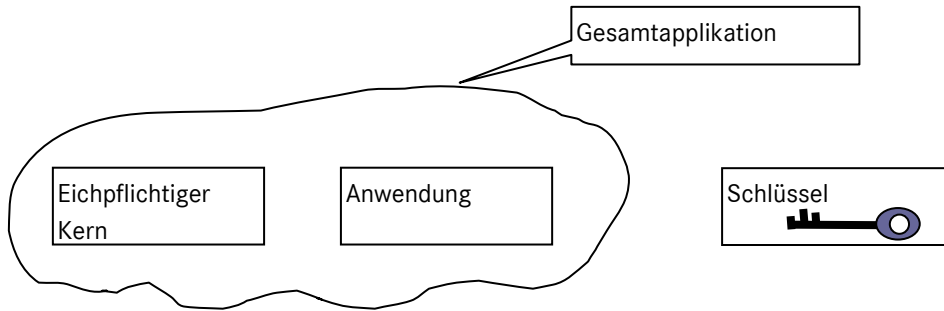 Gesamtapplikation
Eichpflichtiger
Kern
Anwendung
Schlüssel